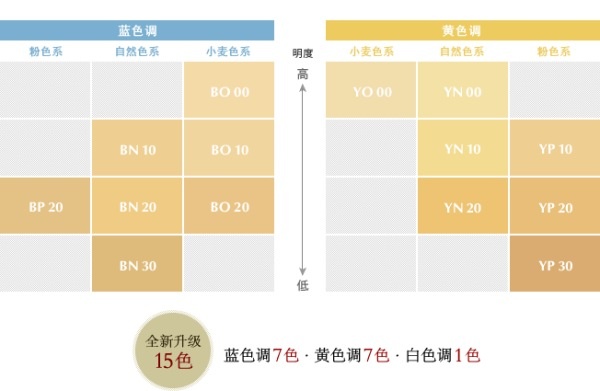 蓝色调
黄色调
粉色系 自然色系 小麦色系 明度 小麦色系 自然色系 粉色系
高
BO 00 YO 00 YN 00
BN 10 BO 10 YN 10 YP 10
BP 20 BN 20 BO 20 YN 20 YP 20
BN 30 YP 30
低
全新升级
15色
蓝色调7色 · 黄色调7色 · 白色调1色